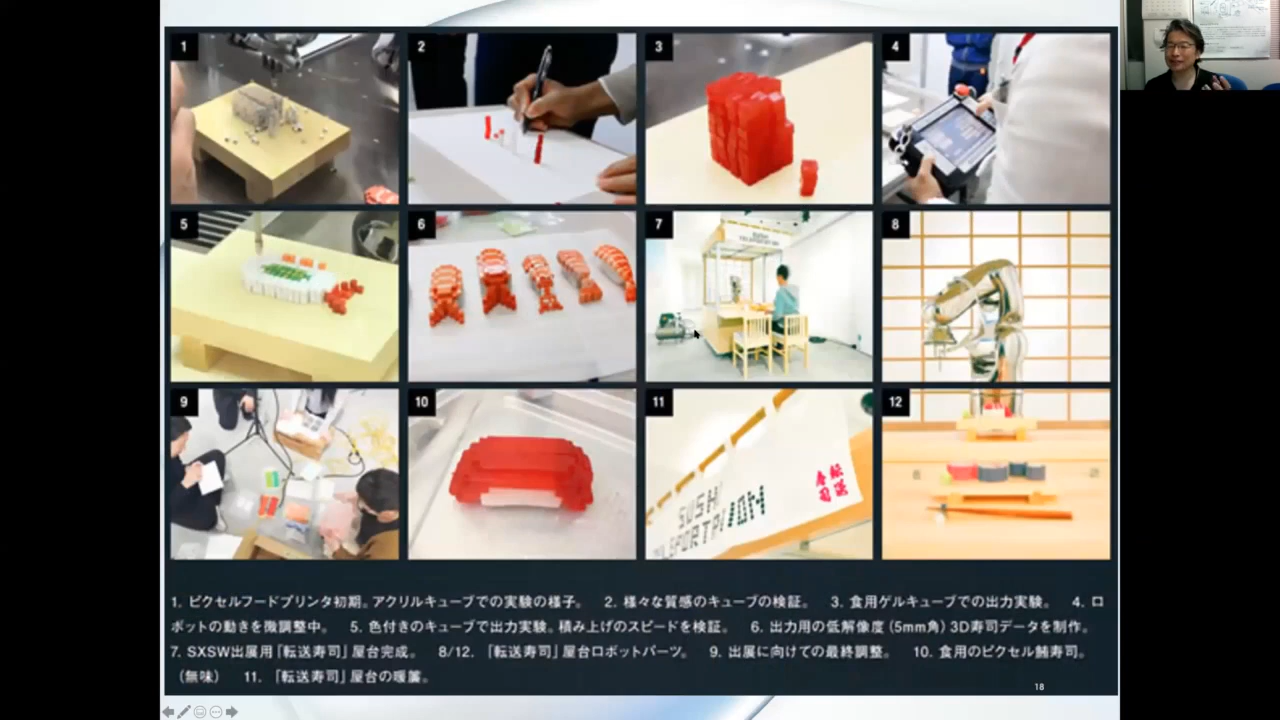 1
2
3
4
5
6
7
8
9
10
11
12
SUSHI
転送
寿司
1. ピクセルフードプリンタ初期。アクリルキューブでの実験の様子。 2. 様々な質感のキューブの検証。 3. 食用ゲルキューブでの出力実験。 4. ロ
ボットの動きを微調整中。 5. 色付きのキューブで出力実験。積み上げのスピードを検証。 6. 出力用の低解像度（5mm角）3D寿司データを制作。
7. SXSW出展用「転送寿司」屋台完成。 8/12. 「転送寿司」屋台ロボットパーツ。 9. 出展に向けての最終調整。 10. 食用のピクセル鮪寿司。
（無味） 11. 「転送寿司」屋台の暖簾。
18